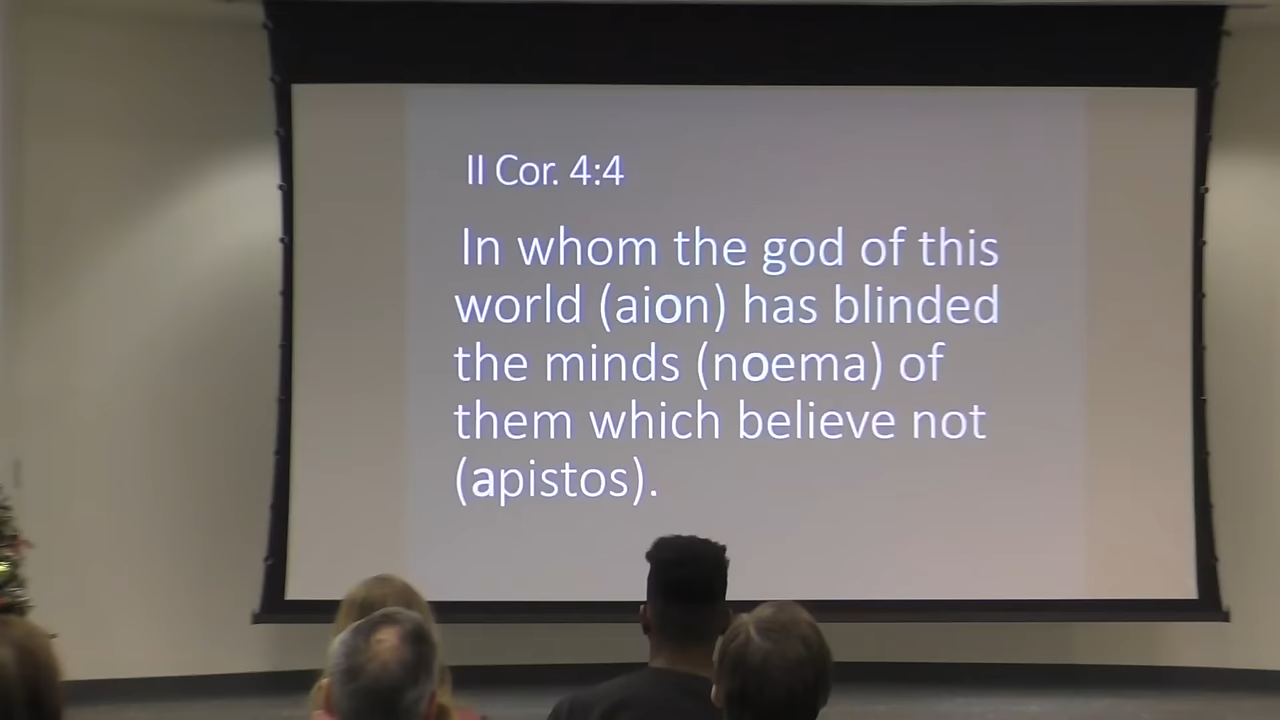 II Cor. 4:4
In whom the god of this
world (aion) has blinded
the minds (noema) of
them which believe not
(apistos).